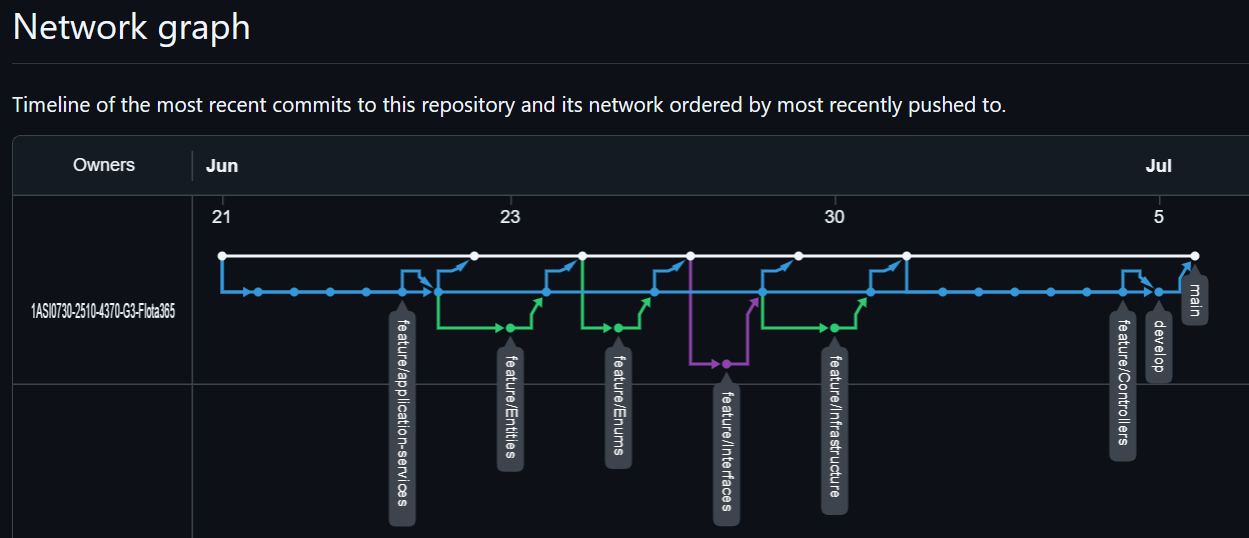 Network graph
Timeline of the most recent commits to this repository and its network ordered by most recently pushed to.
Owners
Jun
Jul
21
23
30
5
1ASI0730-2510-4370-G3-Flota365
feature/application-services
feature/Entities
feature/Enums
feature/Interfaces
feature/Infrastructure
feature/Controllers
develop
main